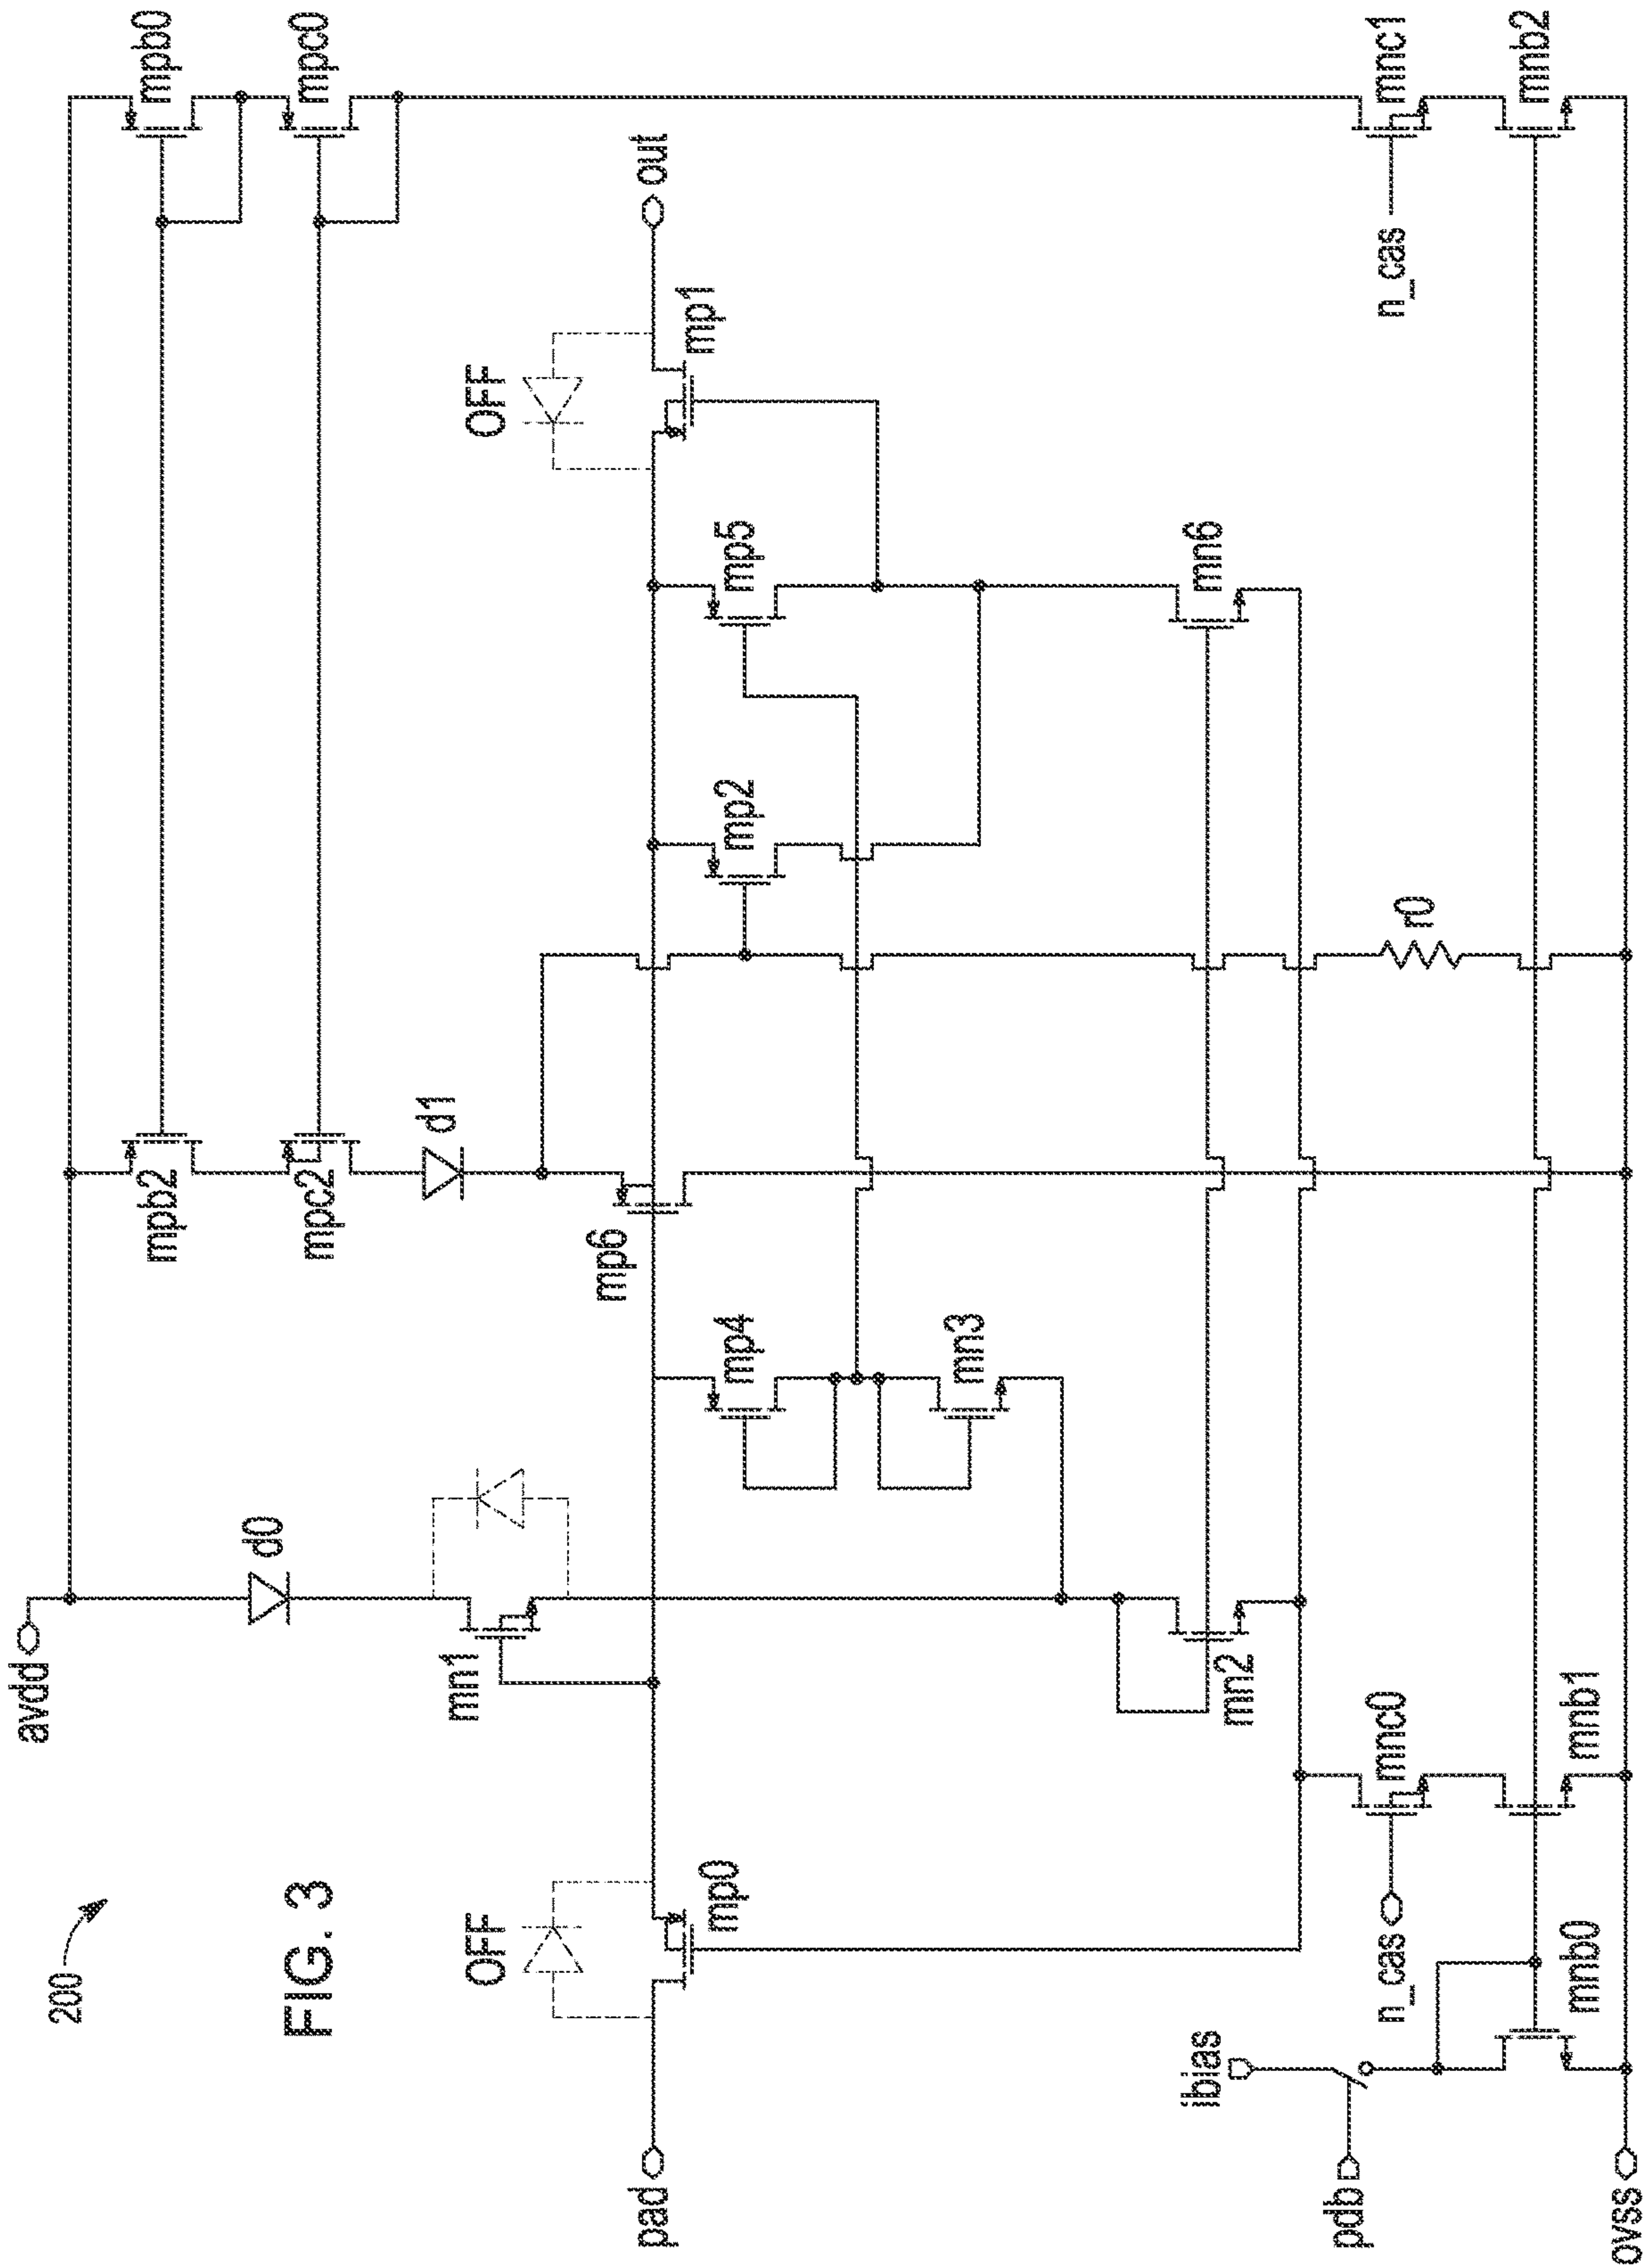 200
FIG. 3
avdd
d0
mpb2
mpb0
mpc2
mpc0
d1
mn1
mp6
OFF
OFF
pad
mp0
mp4
mp2
mp5
mp1
out
mn3
mn2
mn6
ibias
pdb
n_cas
mnc0
r0
n_cas
mnc1
mnb0
mnb1
mnb2
ovss